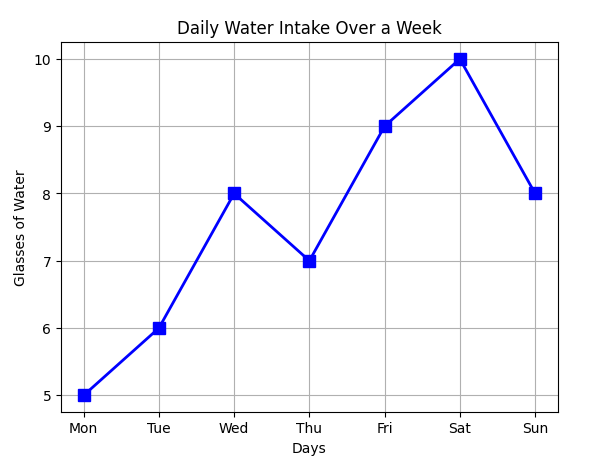 Daily Water Intake Over a Week
10
9
8
7
6
5
Glasses of Water
Mon Tue Wed Thu Fri Sat Sun
Days